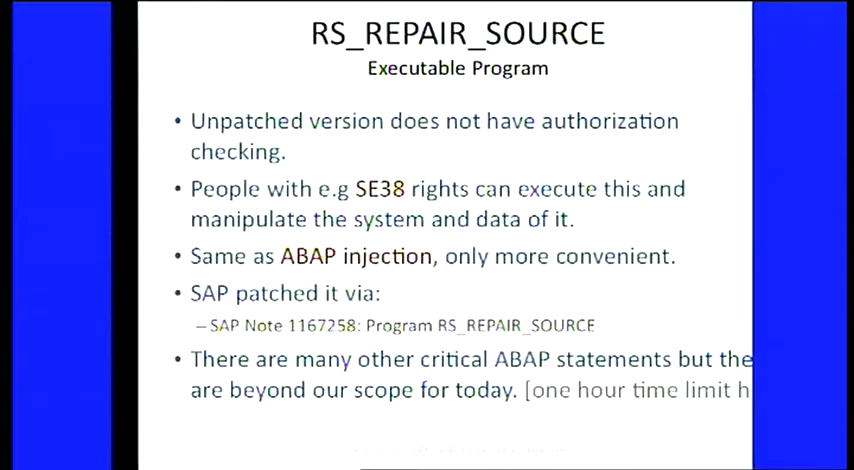 RS_REPAIR_SOURCE
Executable Program
• Unpatched version does not have authorization
checking.
• People with e.g SE38 rights can execute this and
manipulate the system and data of it.
• Same as ABAP injection, only more convenient.
• SAP patched it via:
– SAP Note 1167258: Program RS_REPAIR_SOURCE
• There are many other critical ABAP statements but the
are beyond our scope for today. [one hour time limit h